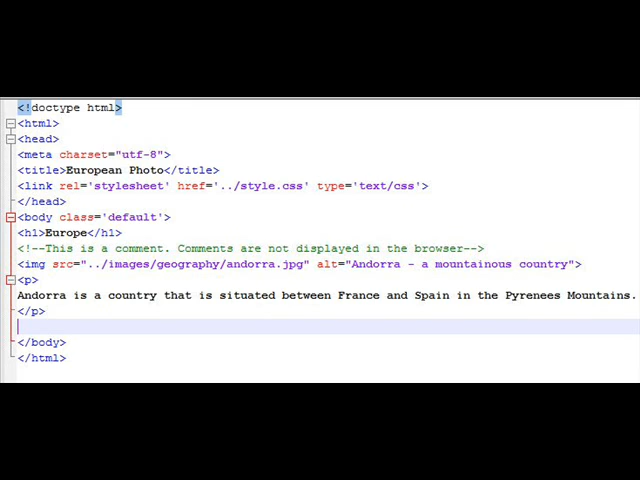 <!doctype html>
<html>
<head>
<meta charset="utf-8">
<title>European Photo</title>
<link rel='stylesheet' href='../style.css' type='text/css'>
</head>
<body class='default'>
<h1>Europe</h1>
<!--This is a comment. Comments are not displayed in the browser-->
<img src="../images/geography/andorra.jpg" alt="Andorra - a mountainous country">
<p>
Andorra is a country that is situated between France and Spain in the Pyrenees Mountains.
</p>
</body>
</html>